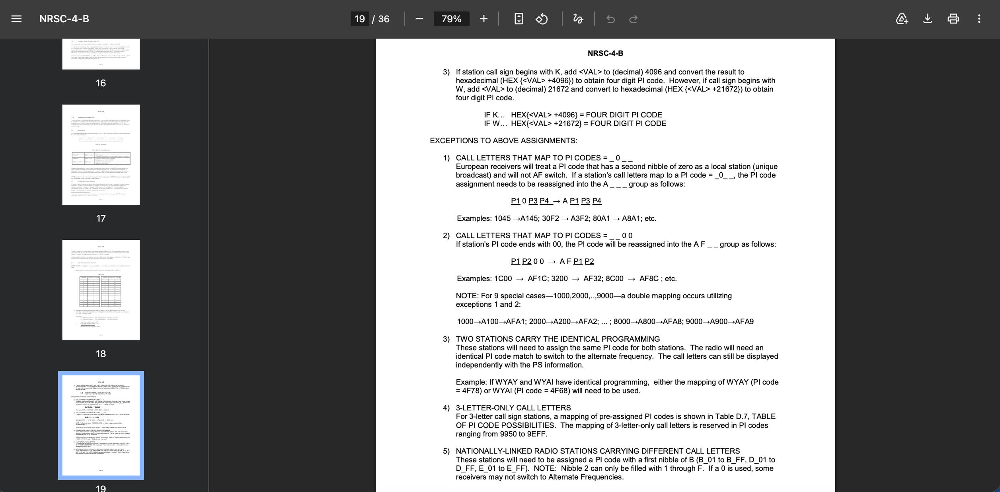 NRSC-4-B
19 / 36
79%
16
17
18
19
NRSC-4-B
3) If station call sign begins with K, add <VAL> to (decimal) 4096 and convert the result to
hexadecimal (HEX {<VAL> +4096}) to obtain four digit PI code. However, if call sign begins with
W, add <VAL> to (decimal) 21672 and convert to hexadecimal (HEX {<VAL> +21672}) to obtain
four digit PI code.
IF K... HEX{<VAL> +4096} = FOUR DIGIT PI CODE
IF W... HEX{<VAL> +21672} = FOUR DIGIT PI CODE
EXCEPTIONS TO ABOVE ASSIGNMENTS:
1) CALL LETTERS THAT MAP TO PI CODES = _ 0 _ _
European receivers will treat a PI code that has a second nibble of zero as a local station (unique
broadcast) and will not AF switch. If a station's call letters map to a PI code = _0_ _, the PI code
assignment needs to be reassigned into the A _ _ _ group as follows:
P1 0 P3 P4 → A P1 P3 P4
Examples: 1045 →A145; 30F2 → A3F2; 80A1 → A8A1; etc.
2) CALL LETTERS THAT MAP TO PI CODES = _ _ 0 0
If station's PI code ends with 00, the PI code will be reassigned into the A F _ _ group as follows:
P1 P2 0 0 → A F P1 P2
Examples: 1C00 → AF1C; 3200 → AF32; 8C00 → AF8C ; etc.
NOTE: For 9 special cases—1000,2000,..,9000—a double mapping occurs utilizing
exceptions 1 and 2:
1000→A100→AFA1; 2000→A200→AFA2; ... ; 8000→A800→AFA8; 9000→A900→AFA9
3) TWO STATIONS CARRY THE IDENTICAL PROGRAMMING
These stations will need to assign the same PI code for both stations. The radio will need an
identical PI code match to switch to the alternate frequency. The call letters can still be displayed
independently with the PS information.
Example: If WYAY and WYAI have identical programming, either the mapping of WYAY (PI code
= 4F78) or WYAI (PI code = 4F68) will need to be used.
4) 3-LETTER-ONLY CALL LETTERS
For 3-letter call sign stations, a mapping of pre-assigned PI codes is shown in Table D.7, TABLE
OF PI CODE POSSIBILITIES. The mapping of 3-letter-only call letters is reserved in PI codes
ranging from 9950 to 9EFF.
5) NATIONALLY-LINKED RADIO STATIONS CARRYING DIFFERENT CALL LETTERS
These stations will need to be assigned a PI code with a first nibble of B (B_01 to B_FF, D_01 to
D_FF, E_01 to E_FF). NOTE: Nibble 2 can only be filled with 1 through F. If a 0 is used, some
receivers may not switch to Alternate Frequencies.